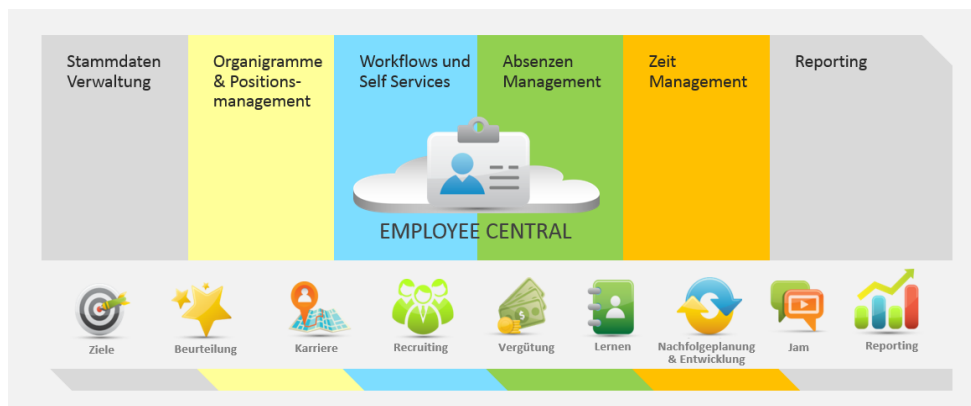 Stammdaten
Verwaltung
Organigramme
& Positions-
management
Workflows und
Self Services
Absenzen
Management
Zeit
Management
Reporting
EMPLOYEE CENTRAL
$
Ziele
Beurteilung
Karriere
Recruiting
Vergütung
Lernen
Nachfolgeplanung
& Entwicklung
Jam
Reporting